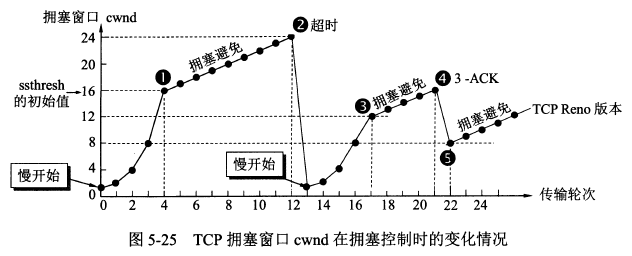 拥塞窗口 cwnd
❷超时
24
拥塞避免
20
❶
❹ 3 -ACK
ssthresh
的初始值
16
❸拥塞避免
12
拥塞避免
TCP Reno 版本
8
❺
慢开始
慢开始
4
0
0 2 4 6 8 10 12 14 16 18 20 22 24
传输轮次
图 5-25 TCP 拥塞窗口 cwnd 在拥塞控制时的变化情况